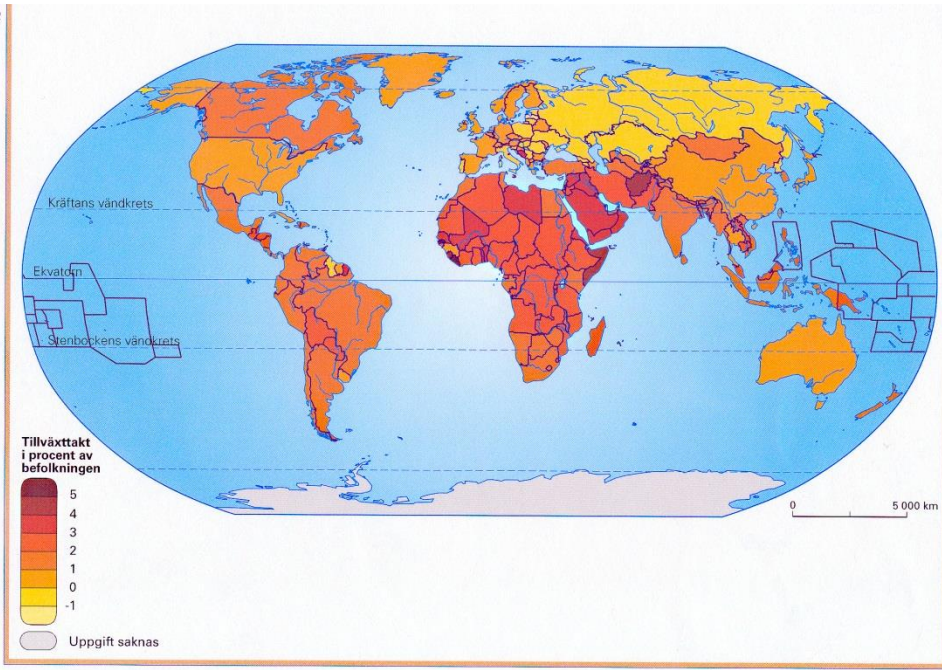 Kräftans vändkrets
Ekvatorn
Stenbockens vändkrets
Tillväxttakt
i procent av
befolkningen
5
4
3
2
1
0
-1
Uppgift saknas
0 5 000 km